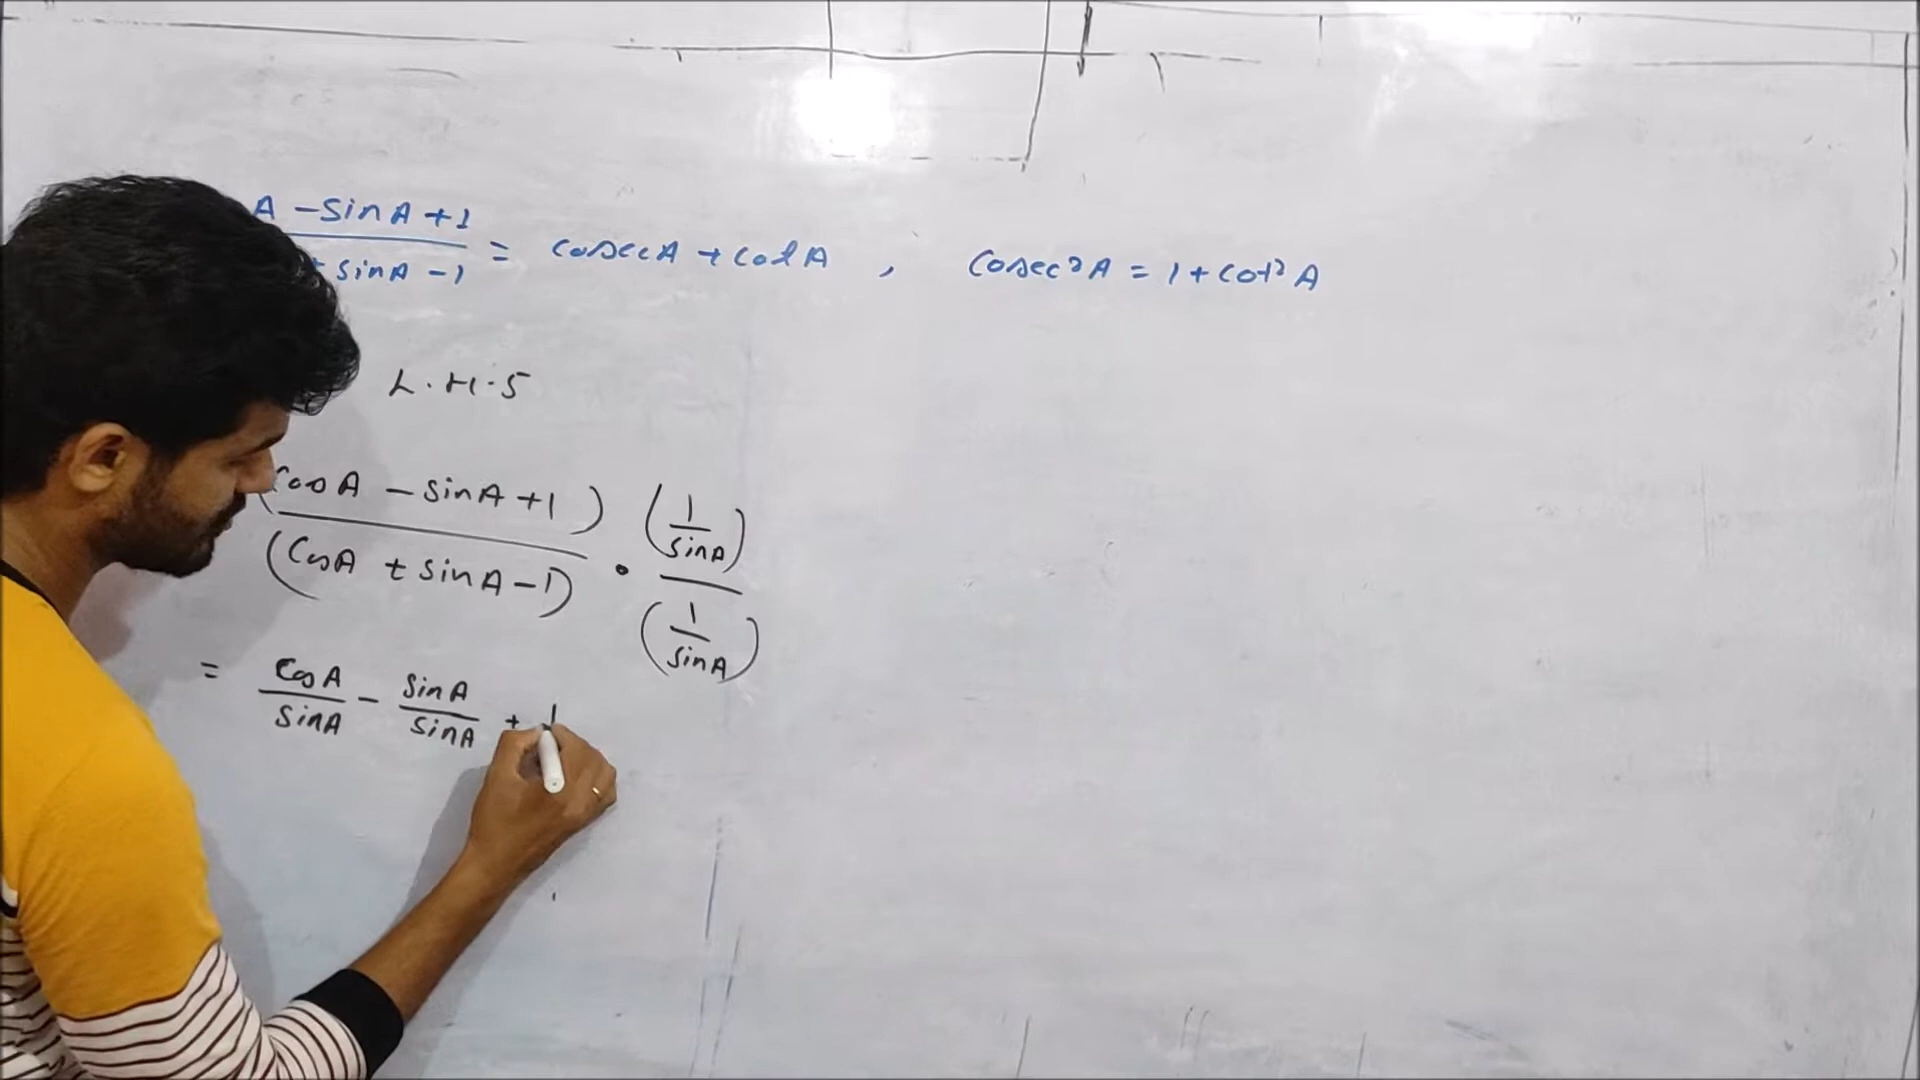 A - sinA + 1 / + sinA - 1 = cosecA + cotA , cosec²A = 1 + cot²A
L.H.S
(cosA - sinA + 1) / (cosA + sinA - 1) • (1/sinA) / (1/sinA)
= cosA/sinA - sinA/sinA + 1